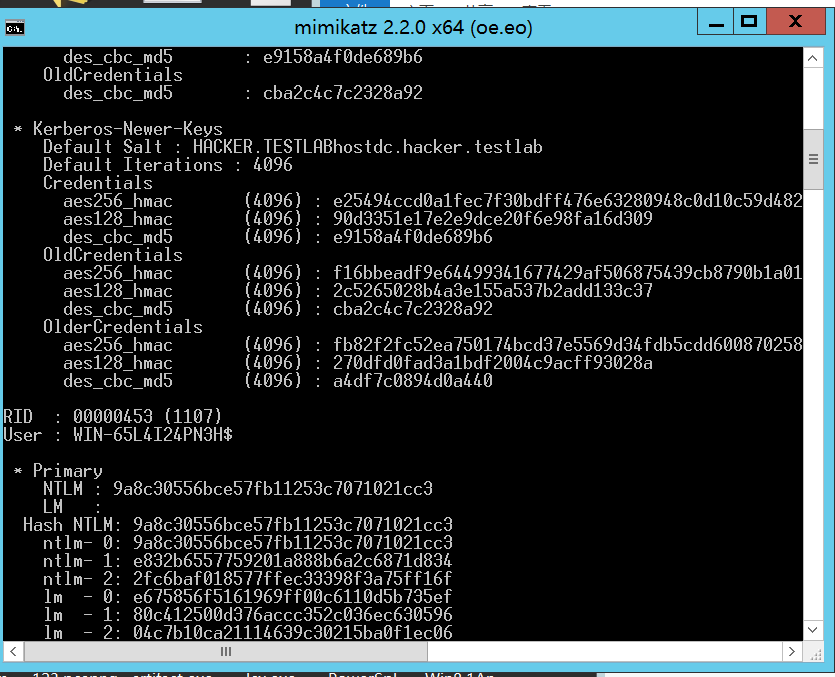 mimikatz 2.2.0 x64 (oe.eo)
des_cbc_md5 : e9158a4f0de689b6
OldCredentials
des_cbc_md5 : cba2c4c7c2328a92
* Kerberos-Newer-Keys
Default Salt : HACKER.TESTLABhostdc.hacker.testlab
Default Iterations : 4096
Credentials
aes256_hmac (4096) : e25494ccd0a1fec7f30bdff476e63280948c0d10c59d482
aes128_hmac (4096) : 90d3351e17e2e9dce20f6e98fa16d309
des_cbc_md5 (4096) : e9158a4f0de689b6
OldCredentials
aes256_hmac (4096) : f16bbeadf9e64499341677429af506875439cb8790b1a01
aes128_hmac (4096) : 2c5265028b4a3e155a537b2add133c37
des_cbc_md5 (4096) : cba2c4c7c2328a92
OlderCredentials
aes256_hmac (4096) : fb82f2fc52ea750174bcd37e5569d34fdb5cdd600870258
aes128_hmac (4096) : 270dfd0fad3a1bdf2004c9acff93028a
des_cbc_md5 (4096) : a4df7c0894d0a440
RID : 00000453 (1107)
User : WIN-65L4I24PN3H$
* Primary
NTLM : 9a8c30556bce57fb11253c7071021cc3
LM :
Hash NTLM: 9a8c30556bce57fb11253c7071021cc3
ntlm- 0: 9a8c30556bce57fb11253c7071021cc3
ntlm- 1: e832b6557759201a888b6a2c6871d834
ntlm- 2: 2fc6baf018577ffec33398f3a75ff16f
lm - 0: e675856f5161969ff00c6110d5b735ef
lm - 1: 80c412500d376accc352c036ec630596
lm - 2: 04c7b10ca21114639c30215ba0f1ec06